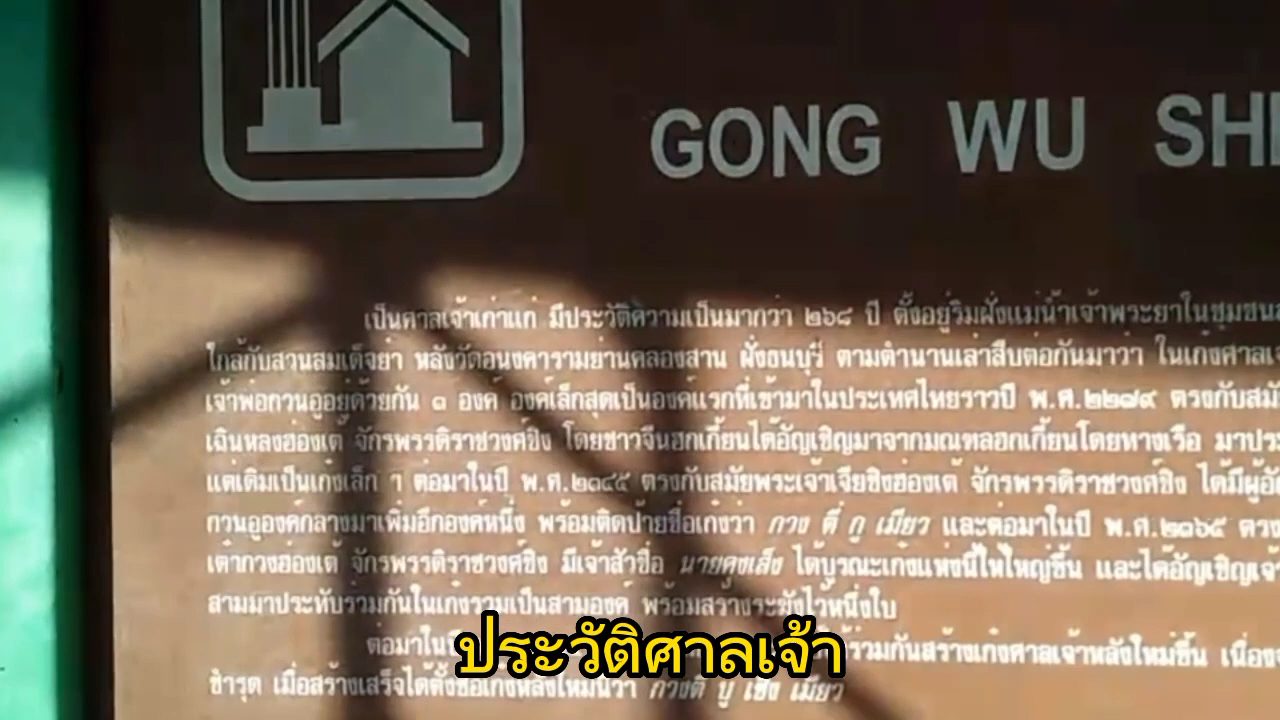 GONG WU
เป็นศาลเจ้าเก่าแก่ มีประวัติความเป็นมากว่า ๒๖๘ ปี ตั้งอยู่ริมฝั่งแม่น้ำเจ้าพระยาในชุมชน
ใกล้กับสวนสมเด็จย่า หลังวัดอนงคารามย่านคลองสาน ฝั่งธนบุรี ตามตำนานเล่าสืบต่อกันมาว่า ในเก๋งศาล
เจ้าพ่อกวนอูอยู่ด้วยกัน ๓ องค์ องค์เล็กสุดเป็นองค์แรกที่เข้ามาในประเทศไทยราวปี พ.ศ.๒๒๗๙ ตรงกับ
เฉินหลงฮ่องเต้ จักรพรรดิราชวงศ์ชิง โดยชาวจีนฮกเกี้ยนได้อัญเชิญมาจากมณฑลฮกเกี้ยนโดยทางเรือ
แต่เดิมเป็นเก๋งเล็ก ๆ ต่อมาในปี ตรงกับสมัยพระเจ้าเจียชิงฮ่องเต้ จักรพรรดิราชวงศ์ชิง ได้มี
กวนอูองค์กลางมาเพิ่มอีกองค์หนึ่ง พร้อมติดป้ายชื่อเก๋งว่า กวง ตี่ กู เมียว และต่อมาในปี พ.ศ.๒๓๖๕
เต้ากวงฮ่องเต้ จักรพรรดิราชวงศ์ชิง มีเจ้าสัวชื่อ นายคงเส็ง ได้บูรณะเก๋งแห่งนี้ให้ใหญ่ขึ้น และได้อัญเชิญ
สามมาประทับร่วมกันในเก๋งรวมเป็นสามองค์ พร้อมสร้างระฆังไว้หนึ่งใบ
ต่อมาใน ร่วมกันสร้างเก๋งศาลเจ้าหลังใหม่ขึ้น
ชำรุด เมื่อสร้างเสร็จได้ตั้งชื่อเก๋งหลังใหม่นี้ว่า กวงตี่ บู๊ เซ้ง เมียว
ประวัติศาลเจ้า